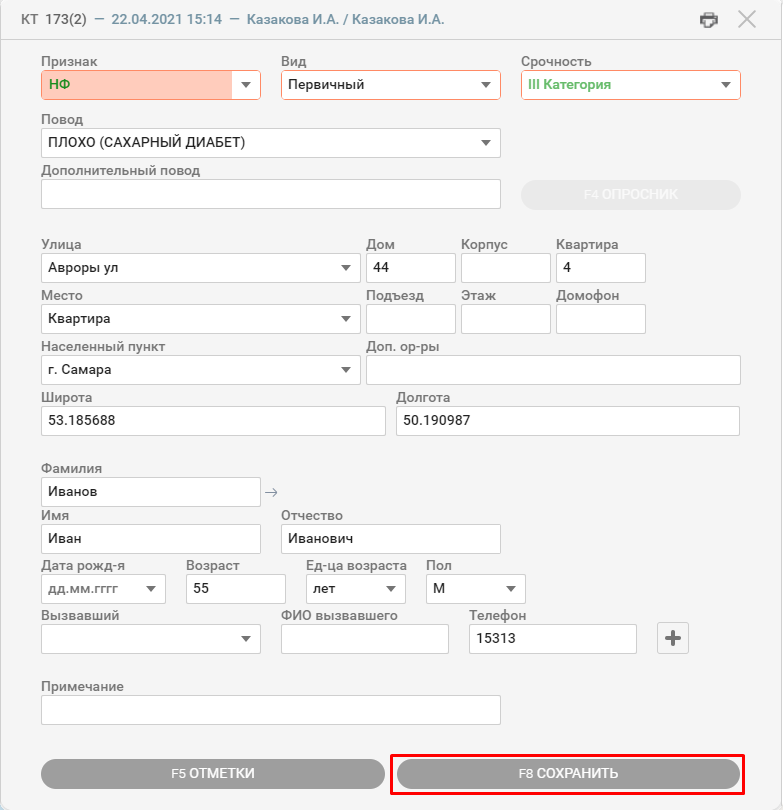 КТ 173(2) — 22.04.2021 15:14 — Казакова И.А. / Казакова И.А.
Признак Вид Срочность
НФ Первичный III Категория
Повод
ПЛОХО (САХАРНЫЙ ДИАБЕТ)
Дополнительный повод
F4 ОПРОСНИК
Улица Дом Корпус Квартира
Авроры ул 44 4
Место Подъезд Этаж Домофон
Квартира
Населенный пункт Доп. ор-ры
г. Самара
Широта Долгота
53.185688 50.190987
Фамилия
Иванов →
Имя Отчество
Иван Иванович
Дата рожд-я Возраст Ед-ца возраста Пол
дд.мм.гггг 55 лет М
Вызвавший ФИО вызвавшего Телефон
15313
Примечание
F5 ОТМЕТКИ F8 СОХРАНИТЬ